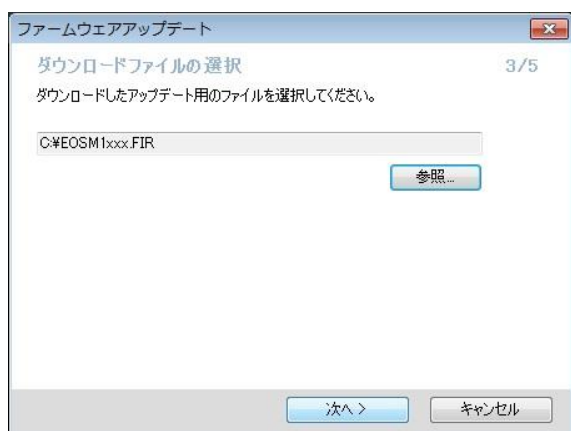 ファームウェアアップデート
ダウンロードファイルの選択 3/5
ダウンロードしたアップデート用のファイルを選択してください。
C:¥EOSM1xxx.FIR
参照...
次へ >
キャンセル